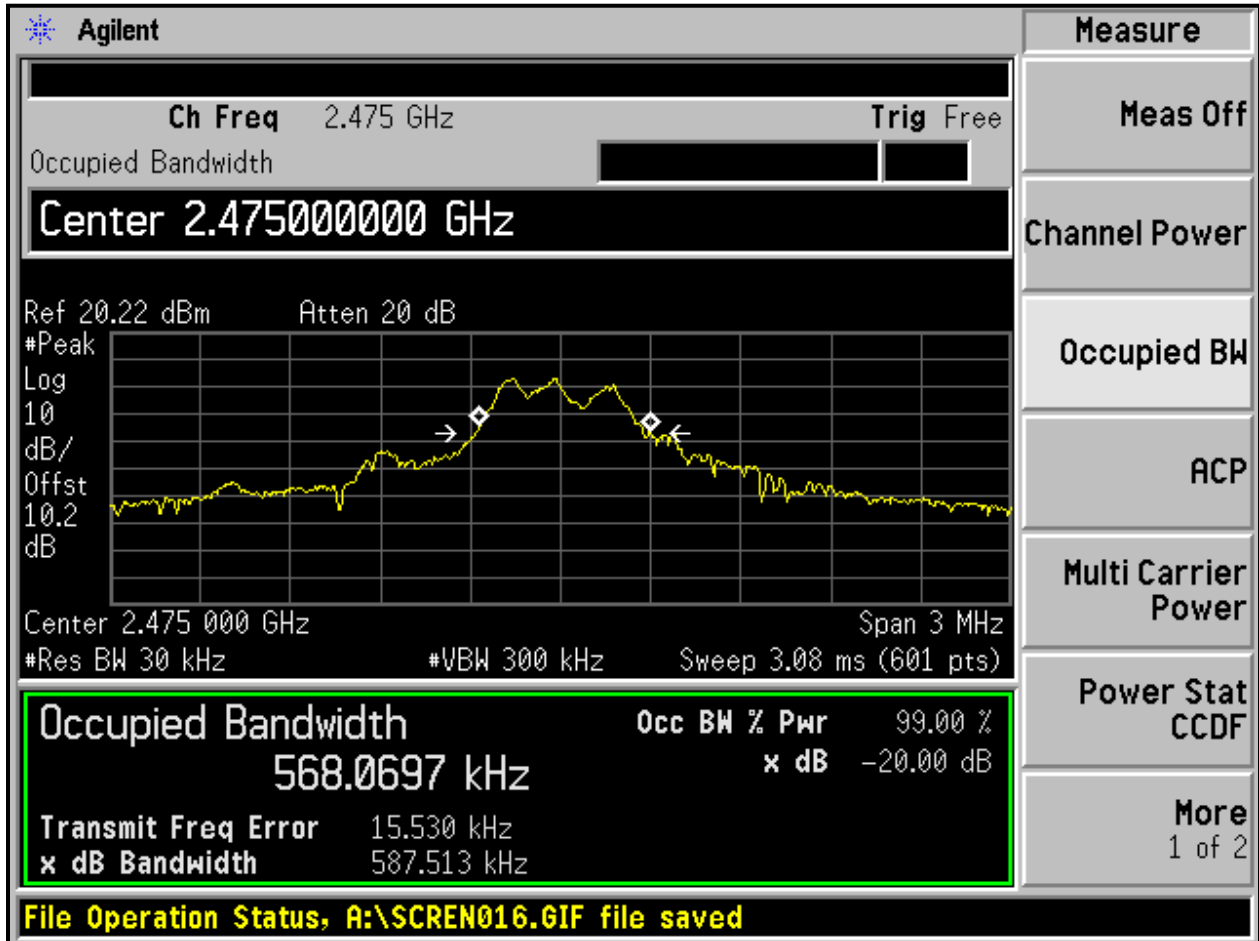 Agilent
Ch Freq 2.475 GHz Trig Free
Occupied Bandwidth
Center 2.475000000 GHz
Ref 20.22 dBm Atten 20 dB
#Peak
Log
10
dB/
Offst
10.2
dB
Center 2.475 000 GHz Span 3 MHz
#Res BW 30 kHz #VBW 300 kHz Sweep 3.08 ms (601 pts)
Occupied Bandwidth
568.0697 kHz
Occ BW % Pwr 99.00 %
x dB -20.00 dB
Transmit Freq Error 15.530 kHz
x dB Bandwidth 587.513 kHz
File Operation Status, A:\SCREN016.GIF file saved
Measure
Meas Off
Channel Power
Occupied BW
ACP
Multi Carrier
Power
Power Stat
CCDF
More
1 of 2